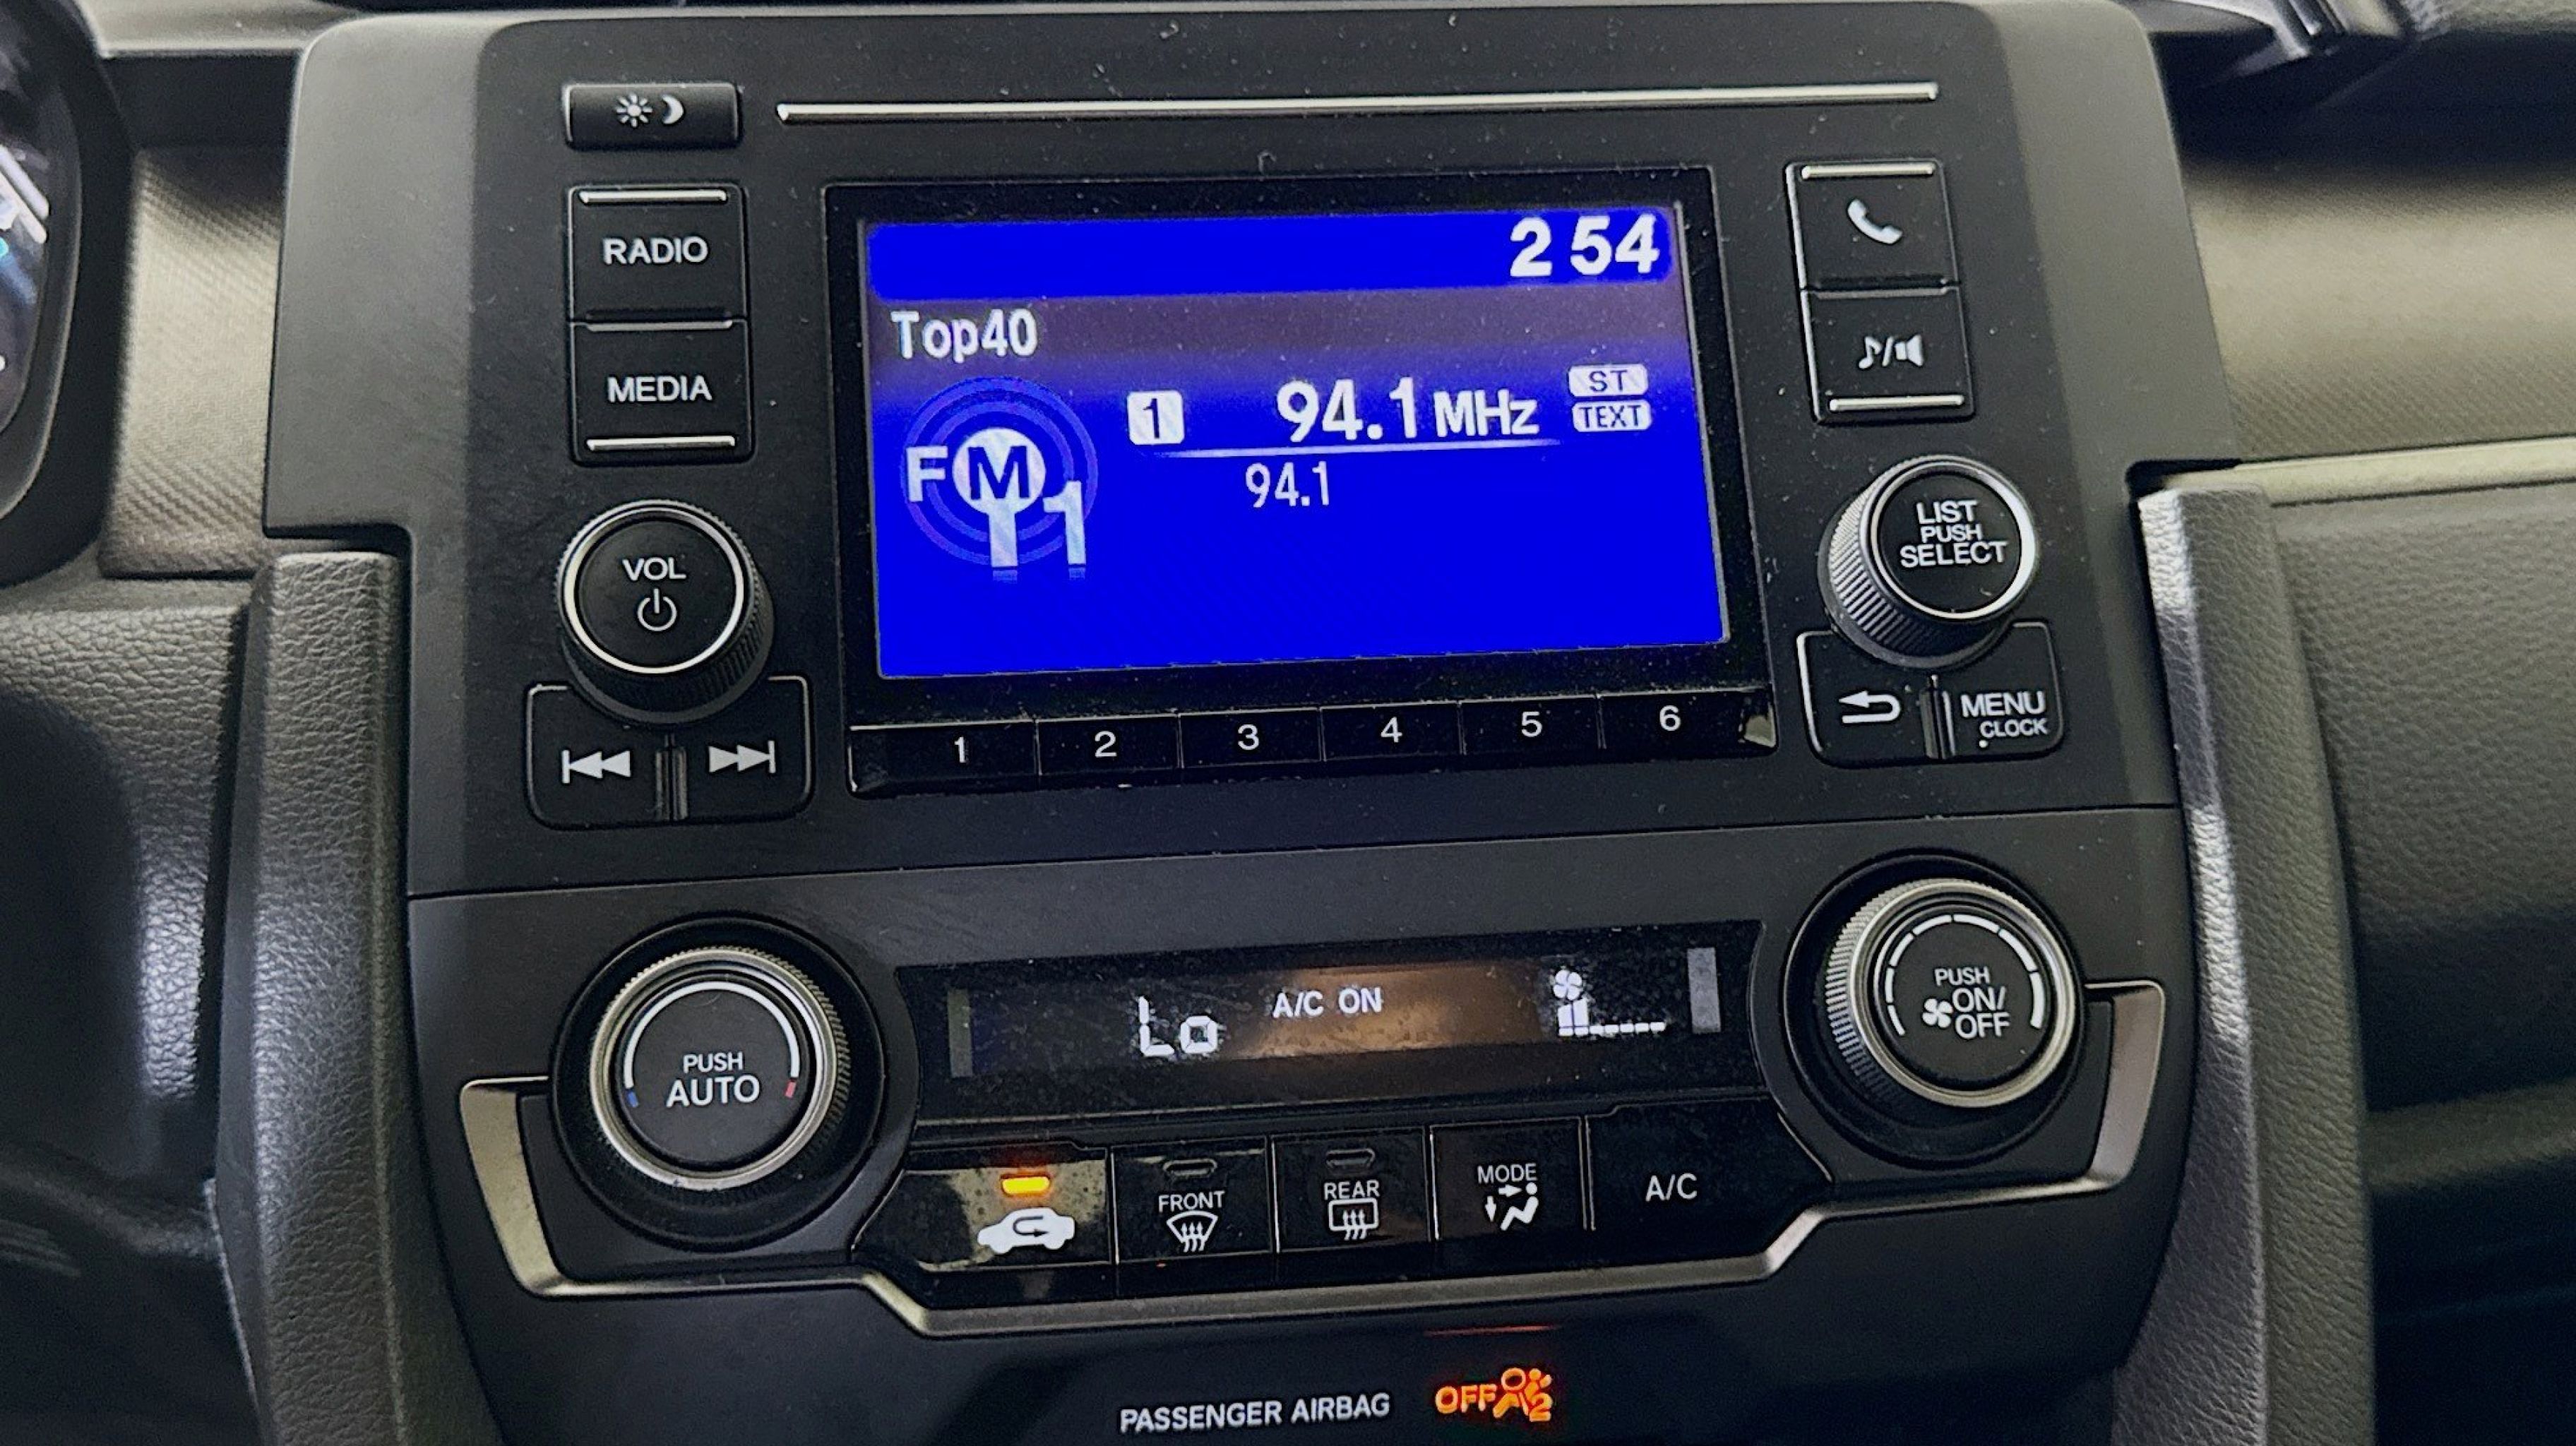 2 54
RADIO
Top40
1 94.1 MHz ST
TEXT
MEDIA
FM1
94.1
VOL
LIST
PUSH
SELECT
MENU
CLOCK
1 2 3 4 5 6
PUSH
AUTO
Lo A/C ON
PUSH
ON/
OFF
FRONT
REAR
MODE
A/C
PASSENGER AIRBAG OFF 2